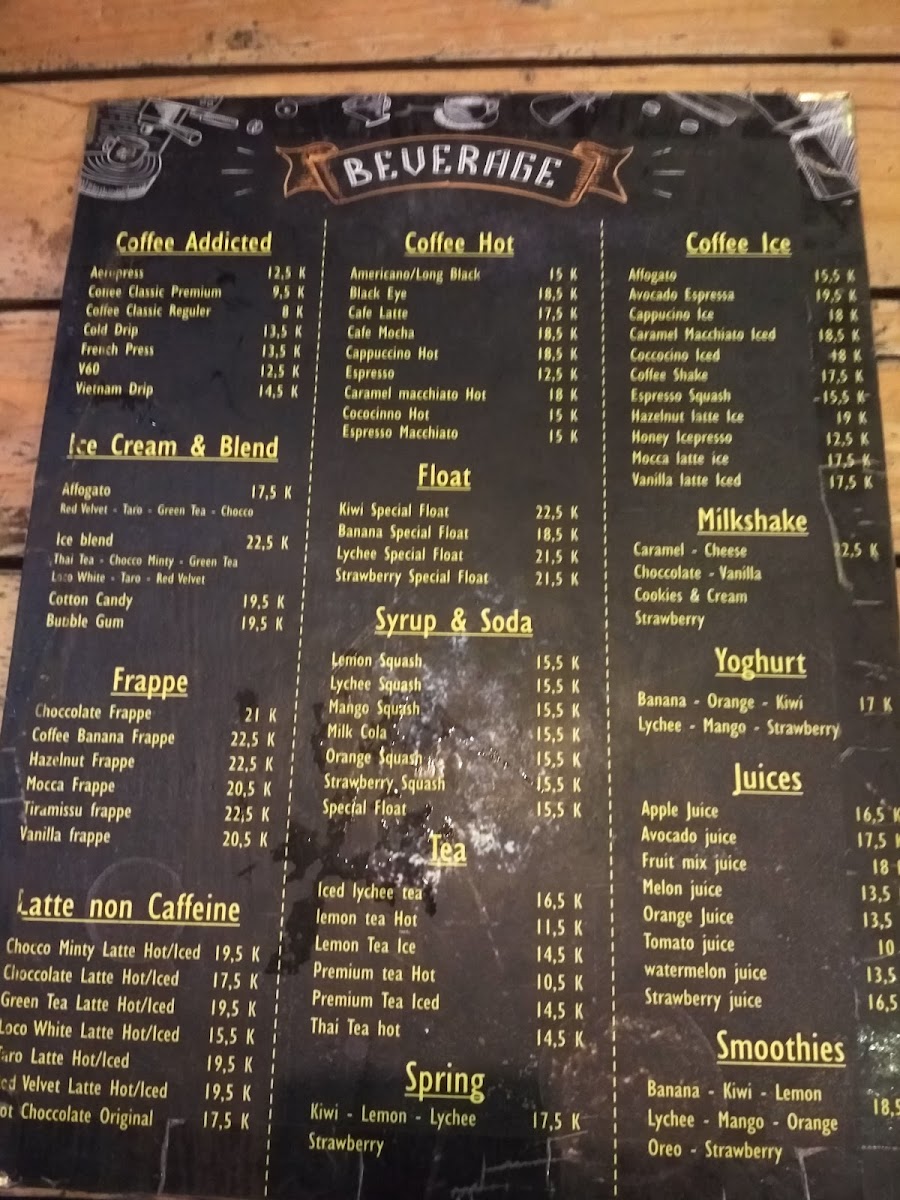 BEVERAGE
Coffee Addicted
Aeropress 12,5 K
Coffee Classic Premium 9,5 K
Coffee Classic Reguler 8 K
Cold Drip 13,5 K
French Press 13,5 K
V60 12,5 K
Vietnam Drip 14,5 K
Ice Cream & Blend
Affogato 17,5 K
Red Velvet - Taro - Green Tea - Chocco
Ice blend 22,5 K
Thai Tea - Chocco Minty - Green Tea
Loco White - Taro - Red Velvet
Cotton Candy 19,5 K
Bubble Gum 19,5 K
Frappe
Choccolate Frappe 21 K
Coffee Banana Frappe 22,5 K
Hazelnut Frappe 22,5 K
Mocca Frappe 20,5 K
Tiramissu frappe 22,5 K
Vanilla frappe 20,5 K
Latte non Caffeine
Chocco Minty Latte Hot/Iced 19,5 K
Choccolate Latte Hot/Iced 17,5 K
Green Tea Latte Hot/Iced 19,5 K
Loco White Latte Hot/Iced 15,5 K
Taro Latte Hot/Iced 19,5 K
Red Velvet Latte Hot/Iced 19,5 K
ot Choccolate Original 17,5 K
Coffee Hot
Americano/Long Black 15 K
Black Eye 18,5 K
Cafe Latte 17,5 K
Cafe Mocha 18,5 K
Cappuccino Hot 18,5 K
Espresso 12,5 K
Caramel macchiato Hot 18 K
Cococinno Hot 15 K
Espresso Macchiato 15 K
Float
Kiwi Special Float 22,5 K
Banana Special Float 18,5 K
Lychee Special Float 21,5 K
Strawberry Special Float 21,5 K
Syrup & Soda
Lemon Squash 15,5 K
Lychee Squash 15,5 K
Mango Squash 15,5 K
Milk Cola 15,5 K
Orange Squash 15,5 K
Strawberry Squash 15,5 K
Special Float 15,5 K
Tea
Iced lychee tea 16,5 K
lemon tea Hot 11,5 K
Lemon Tea Ice 14,5 K
Premium tea Hot 10,5 K
Premium Tea Iced 14,5 K
Thai Tea hot 14,5 K
Spring
Kiwi - Lemon - Lychee 17,5 K
Strawberry
Coffee Ice
Affogato 15,5 K
Avocado Espressa 19,5 K
Cappucino Ice 18 K
Caramel Macchiato Iced 18,5 K
Coccocino Iced 18 K
Coffee Shake 17,5 K
Espresso Squash 15,5 K
Hazelnut latte Ice 19 K
Honey Icepresso 12,5 K
Mocca latte ice 17,5 K
Vanilla latte Iced 17,5 K
Milkshake
Caramel - Cheese 22,5 K
Choccolate - Vanilla
Cookies & Cream
Strawberry
Yoghurt
Banana - Orange - Kiwi 17 K
Lychee - Mango - Strawberry
Juices
Apple Juice 16,5 K
Avocado juice 17,5 K
Fruit mix juice 18
Melon juice 13,5
Orange Juice 13,5
Tomato juice 10
watermelon juice 13,5
Strawberry juice 16,5
Smoothies
Banana - Kiwi - Lemon
Lychee - Mango - Orange 18,5
Oreo - Strawberry